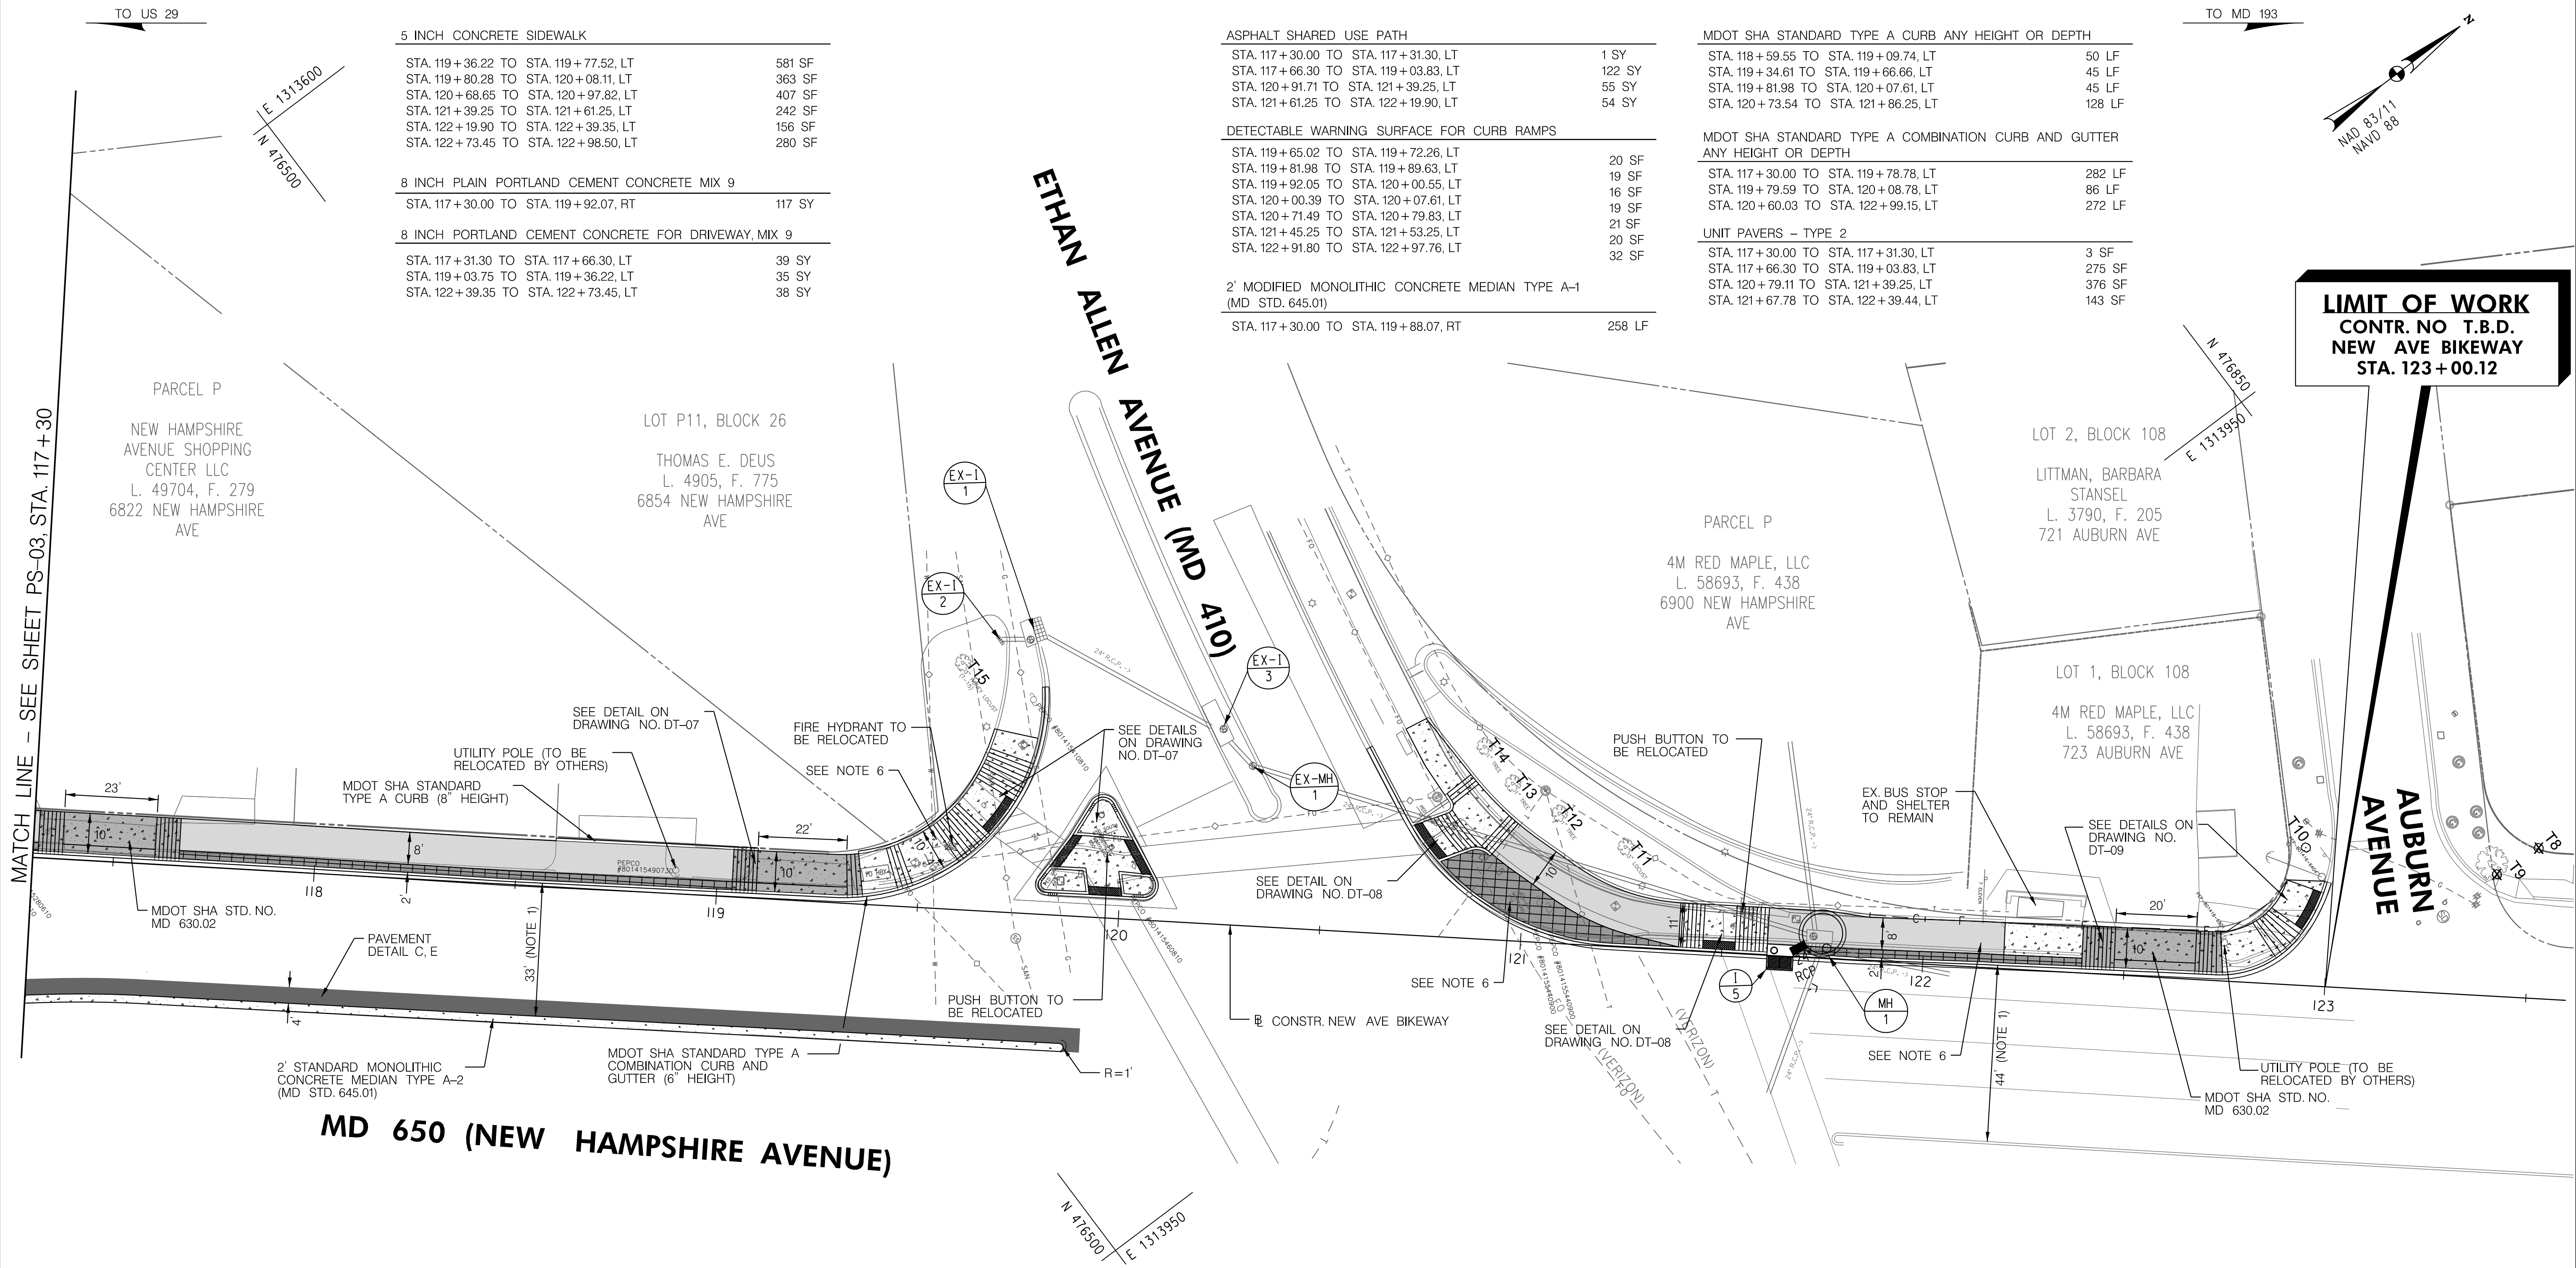 TO US 29
TO MD 193
5 INCH CONCRETE SIDEWALK
STA. 119+36.22 TO STA. 119+77.52, LT 581 SF
STA. 119+80.28 TO STA. 120+08.11, LT 363 SF
STA. 120+68.65 TO STA. 120+97.82, LT 407 SF
STA. 121+39.25 TO STA. 121+61.25, LT 242 SF
STA. 122+19.90 TO STA. 122+39.35, LT 156 SF
STA. 122+73.45 TO STA. 122+98.50, LT 280 SF
8 INCH PLAIN PORTLAND CEMENT CONCRETE MIX 9
STA. 117+30.00 TO STA. 119+92.07, RT 117 SY
8 INCH PORTLAND CEMENT CONCRETE FOR DRIVEWAY, MIX 9
STA. 117+31.30 TO STA. 117+66.30, LT 39 SY
STA. 119+03.75 TO STA. 119+36.22, LT 35 SY
STA. 122+39.35 TO STA. 122+73.45, LT 38 SY
ASPHALT SHARED USE PATH
STA. 117+30.00 TO STA. 117+31.30, LT 1 SY
STA. 117+66.30 TO STA. 119+03.83, LT 122 SY
STA. 120+91.71 TO STA. 121+39.25, LT 55 SY
STA. 121+61.25 TO STA. 122+19.90, LT 54 SY
DETECTABLE WARNING SURFACE FOR CURB RAMPS
STA. 119+65.02 TO STA. 119+72.26, LT 20 SF
STA. 119+81.98 TO STA. 119+89.63, LT 19 SF
STA. 119+92.05 TO STA. 120+00.55, LT 16 SF
STA. 120+00.39 TO STA. 120+07.61, LT 19 SF
STA. 120+71.49 TO STA. 120+79.83, LT 21 SF
STA. 121+45.25 TO STA. 121+53.25, LT 20 SF
STA. 122+91.80 TO STA. 122+97.76, LT 32 SF
2' MODIFIED MONOLITHIC CONCRETE MEDIAN TYPE A-1
(MD STD. 645.01)
STA. 117+30.00 TO STA. 119+88.07, RT 258 LF
MDOT SHA STANDARD TYPE A CURB ANY HEIGHT OR DEPTH
STA. 118+59.55 TO STA. 119+09.74, LT 50 LF
STA. 119+34.61 TO STA. 119+66.66, LT 45 LF
STA. 119+81.98 TO STA. 120+07.61, LT 45 LF
STA. 120+73.54 TO STA. 121+86.25, LT 128 LF
MDOT SHA STANDARD TYPE A COMBINATION CURB AND GUTTER
ANY HEIGHT OR DEPTH
STA. 117+30.00 TO STA. 119+78.78, LT 282 LF
STA. 119+79.59 TO STA. 120+08.78, LT 86 LF
STA. 120+60.03 TO STA. 122+99.15, LT 272 LF
UNIT PAVERS - TYPE 2
STA. 117+30.00 TO STA. 117+31.30, LT 3 SF
STA. 117+66.30 TO STA. 119+03.83, LT 275 SF
STA. 120+79.11 TO STA. 121+39.25, LT 376 SF
STA. 121+67.78 TO STA. 122+39.44, LT 143 SF
N
NAD 83/11
NAVD 88
LIMIT OF WORK
CONTR. NO T.B.D.
NEW AVE BIKEWAY
STA. 123+00.12
E 1313600
N 476500
N 476850
E 1313950
MATCH LINE - SEE SHEET PS-03, STA. 117+30
PARCEL P
NEW HAMPSHIRE
AVENUE SHOPPING
CENTER LLC
L. 49704, F. 279
6822 NEW HAMPSHIRE
AVE
LOT P11, BLOCK 26
THOMAS E. DEUS
L. 4905, F. 775
6854 NEW HAMPSHIRE
AVE
ETHAN ALLEN AVENUE (MD 410)
PARCEL P
4M RED MAPLE, LLC
L. 58693, F. 438
6900 NEW HAMPSHIRE
AVE
LOT 2, BLOCK 108
LITTMAN, BARBARA
STANSEL
L. 3790, F. 205
721 AUBURN AVE
LOT 1, BLOCK 108
4M RED MAPLE, LLC
L. 58693, F. 438
723 AUBURN AVE
AUBURN
AVENUE
EX-I
1
EX-I
2
EX-I
3
EX-MH
1
24" R.C.P. ->
T15
T14
T13
T12
T11
T10
T9
T8
SEE DETAIL ON
DRAWING NO. DT-07
UTILITY POLE (TO BE
RELOCATED BY OTHERS)
MDOT SHA STANDARD
TYPE A CURB (8" HEIGHT)
FIRE HYDRANT TO
BE RELOCATED
SEE NOTE 6
SEE DETAILS
ON DRAWING
NO. DT-07
23'
10'
8'
2'
22'
10'
10'
PEPCO
#801415490730
118
119
120
121
122
123
MDOT SHA STD. NO.
MD 630.02
PAVEMENT
DETAIL C, E
33' (NOTE 1)
4'
2' STANDARD MONOLITHIC
CONCRETE MEDIAN TYPE A-2
(MD STD. 645.01)
MDOT SHA STANDARD TYPE A
COMBINATION CURB AND
GUTTER (6" HEIGHT)
PUSH BUTTON TO
BE RELOCATED
R=1'
BL CONSTR. NEW AVE BIKEWAY
SEE DETAIL ON
DRAWING NO. DT-08
SEE NOTE 6
PUSH BUTTON TO
BE RELOCATED
EX. BUS STOP
AND SHELTER
TO REMAIN
SEE DETAILS ON
DRAWING NO.
DT-09
10'
11'
8'
2'
20'
10'
I
5
24"
RCP
MH
1
SEE DETAIL ON
DRAWING NO. DT-08
(VERIZON)
(VERIZON)
SEE NOTE 6
44' (NOTE 1)
UTILITY POLE (TO BE
RELOCATED BY OTHERS)
MDOT SHA STD. NO.
MD 630.02
MD 650 (NEW HAMPSHIRE AVENUE)
N 476500
E 1313950